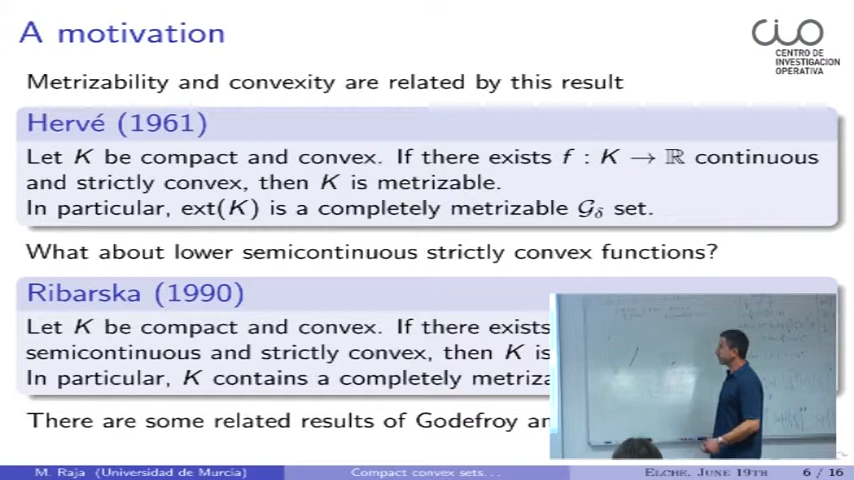 A motivation
CIO
CENTRO DE
INVESTIGACION
OPERATIVA
Metrizability and convexity are related by this result
Hervé (1961)
Let K be compact and convex. If there exists f : K → ℝ continuous
and strictly convex, then K is metrizable.
In particular, ext(K) is a completely metrizable 𝒢δ set.
What about lower semicontinuous strictly convex functions?
Ribarska (1990)
Let K be compact and convex. If there exists
semicontinuous and strictly convex, then K is
In particular, K contains a completely
There are some related results of Godefroy
M. Raja (Universidad de Murcia)
Compact convex sets...
Elche, June 19th
6 / 16